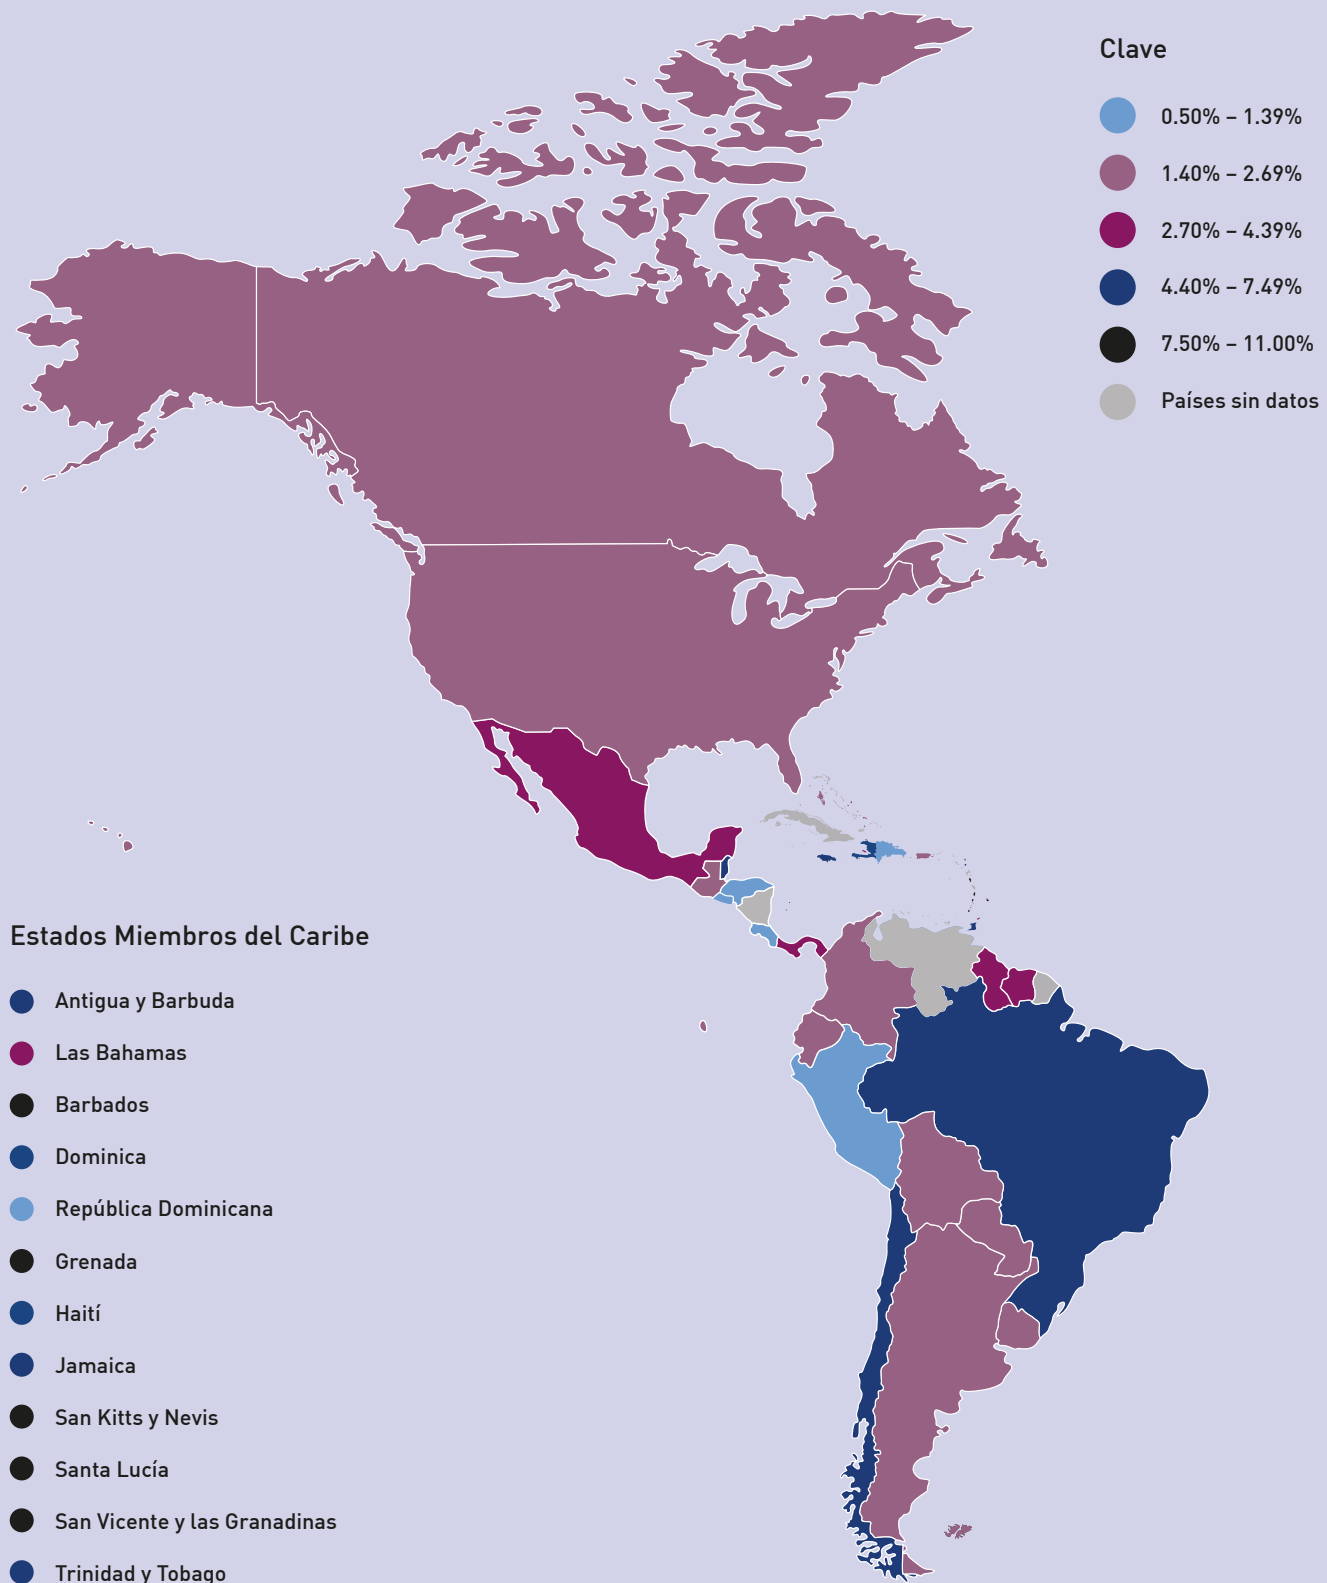 Clave
0.50% – 1.39%
1.40% – 2.69%
2.70% – 4.39%
4.40% – 7.49%
7.50% – 11.00%
Países sin datos
Estados Miembros del Caribe
Antigua y Barbuda
Las Bahamas
Barbados
Dominica
República Dominicana
Grenada
Haití
Jamaica
San Kitts y Nevis
Santa Lucía
San Vicente y las Granadinas
Trinidad y Tobago